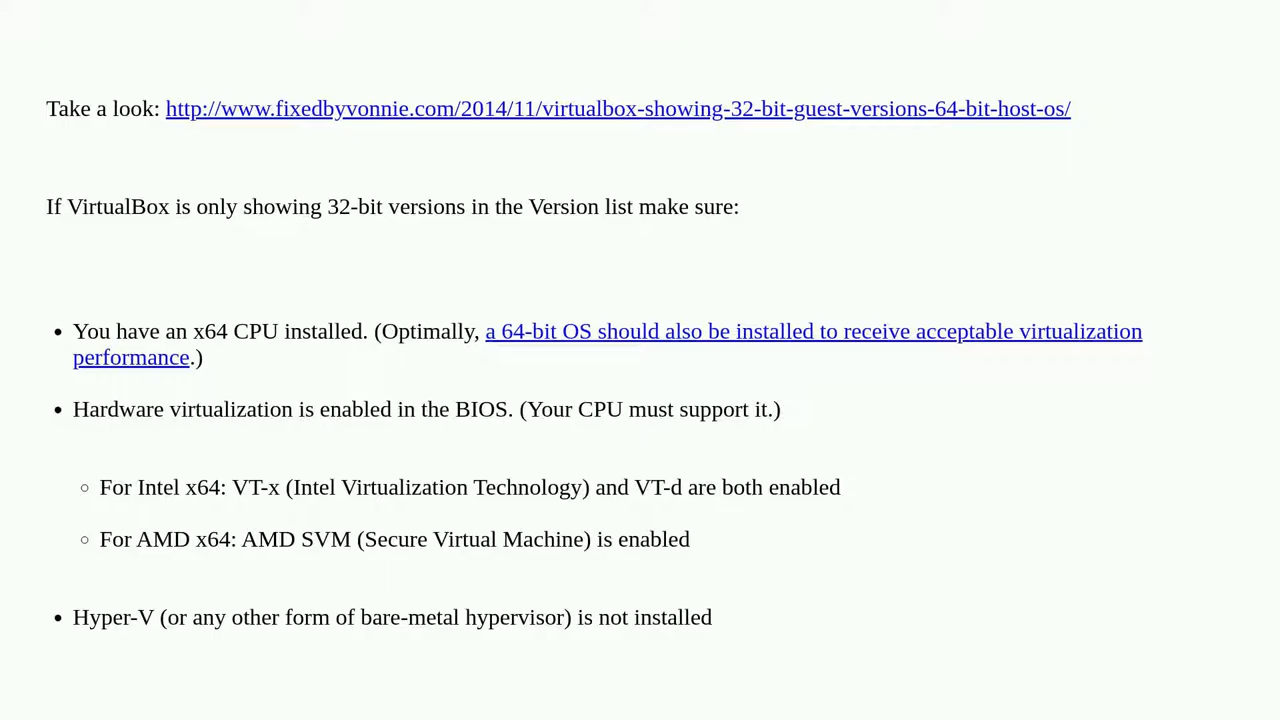 Take a look: http://www.fixedbyvonnie.com/2014/11/virtualbox-showing-32-bit-guest-versions-64-bit-host-os/
If VirtualBox is only showing 32-bit versions in the Version list make sure:
• You have an x64 CPU installed. (Optimally, a 64-bit OS should also be installed to receive acceptable virtualization
performance.)
• Hardware virtualization is enabled in the BIOS. (Your CPU must support it.)
◦ For Intel x64: VT-x (Intel Virtualization Technology) and VT-d are both enabled
◦ For AMD x64: AMD SVM (Secure Virtual Machine) is enabled
• Hyper-V (or any other form of bare-metal hypervisor) is not installed